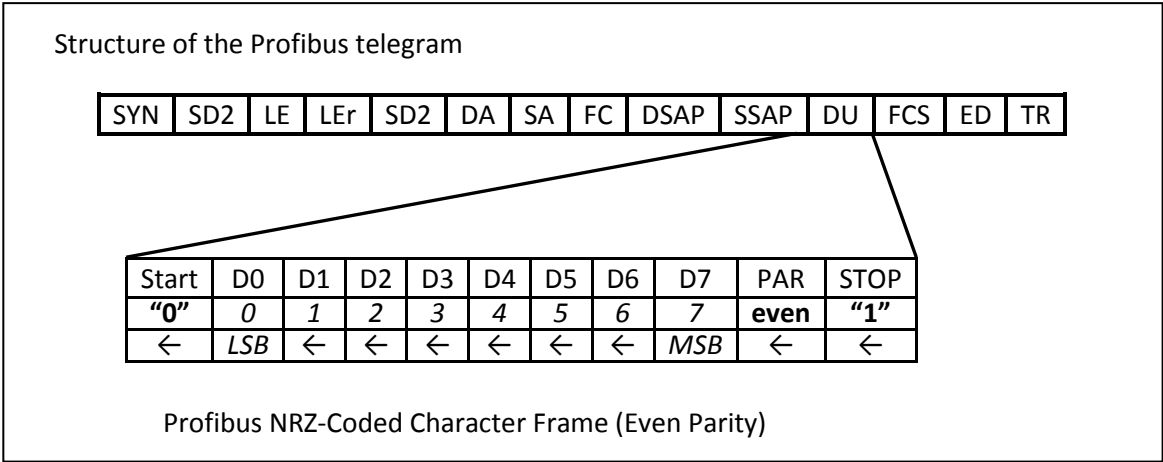 Structure of the Profibus telegram
SYN SD2 LE LEr SD2 DA SA FC DSAP SSAP DU FCS ED TR
Start D0 D1 D2 D3 D4 D5 D6 D7 PAR STOP
“0” 0 1 2 3 4 5 6 7 even “1”
← LSB ← ← ← ← ← ← MSB ← ←
Profibus NRZ-Coded Character Frame (Even Parity)